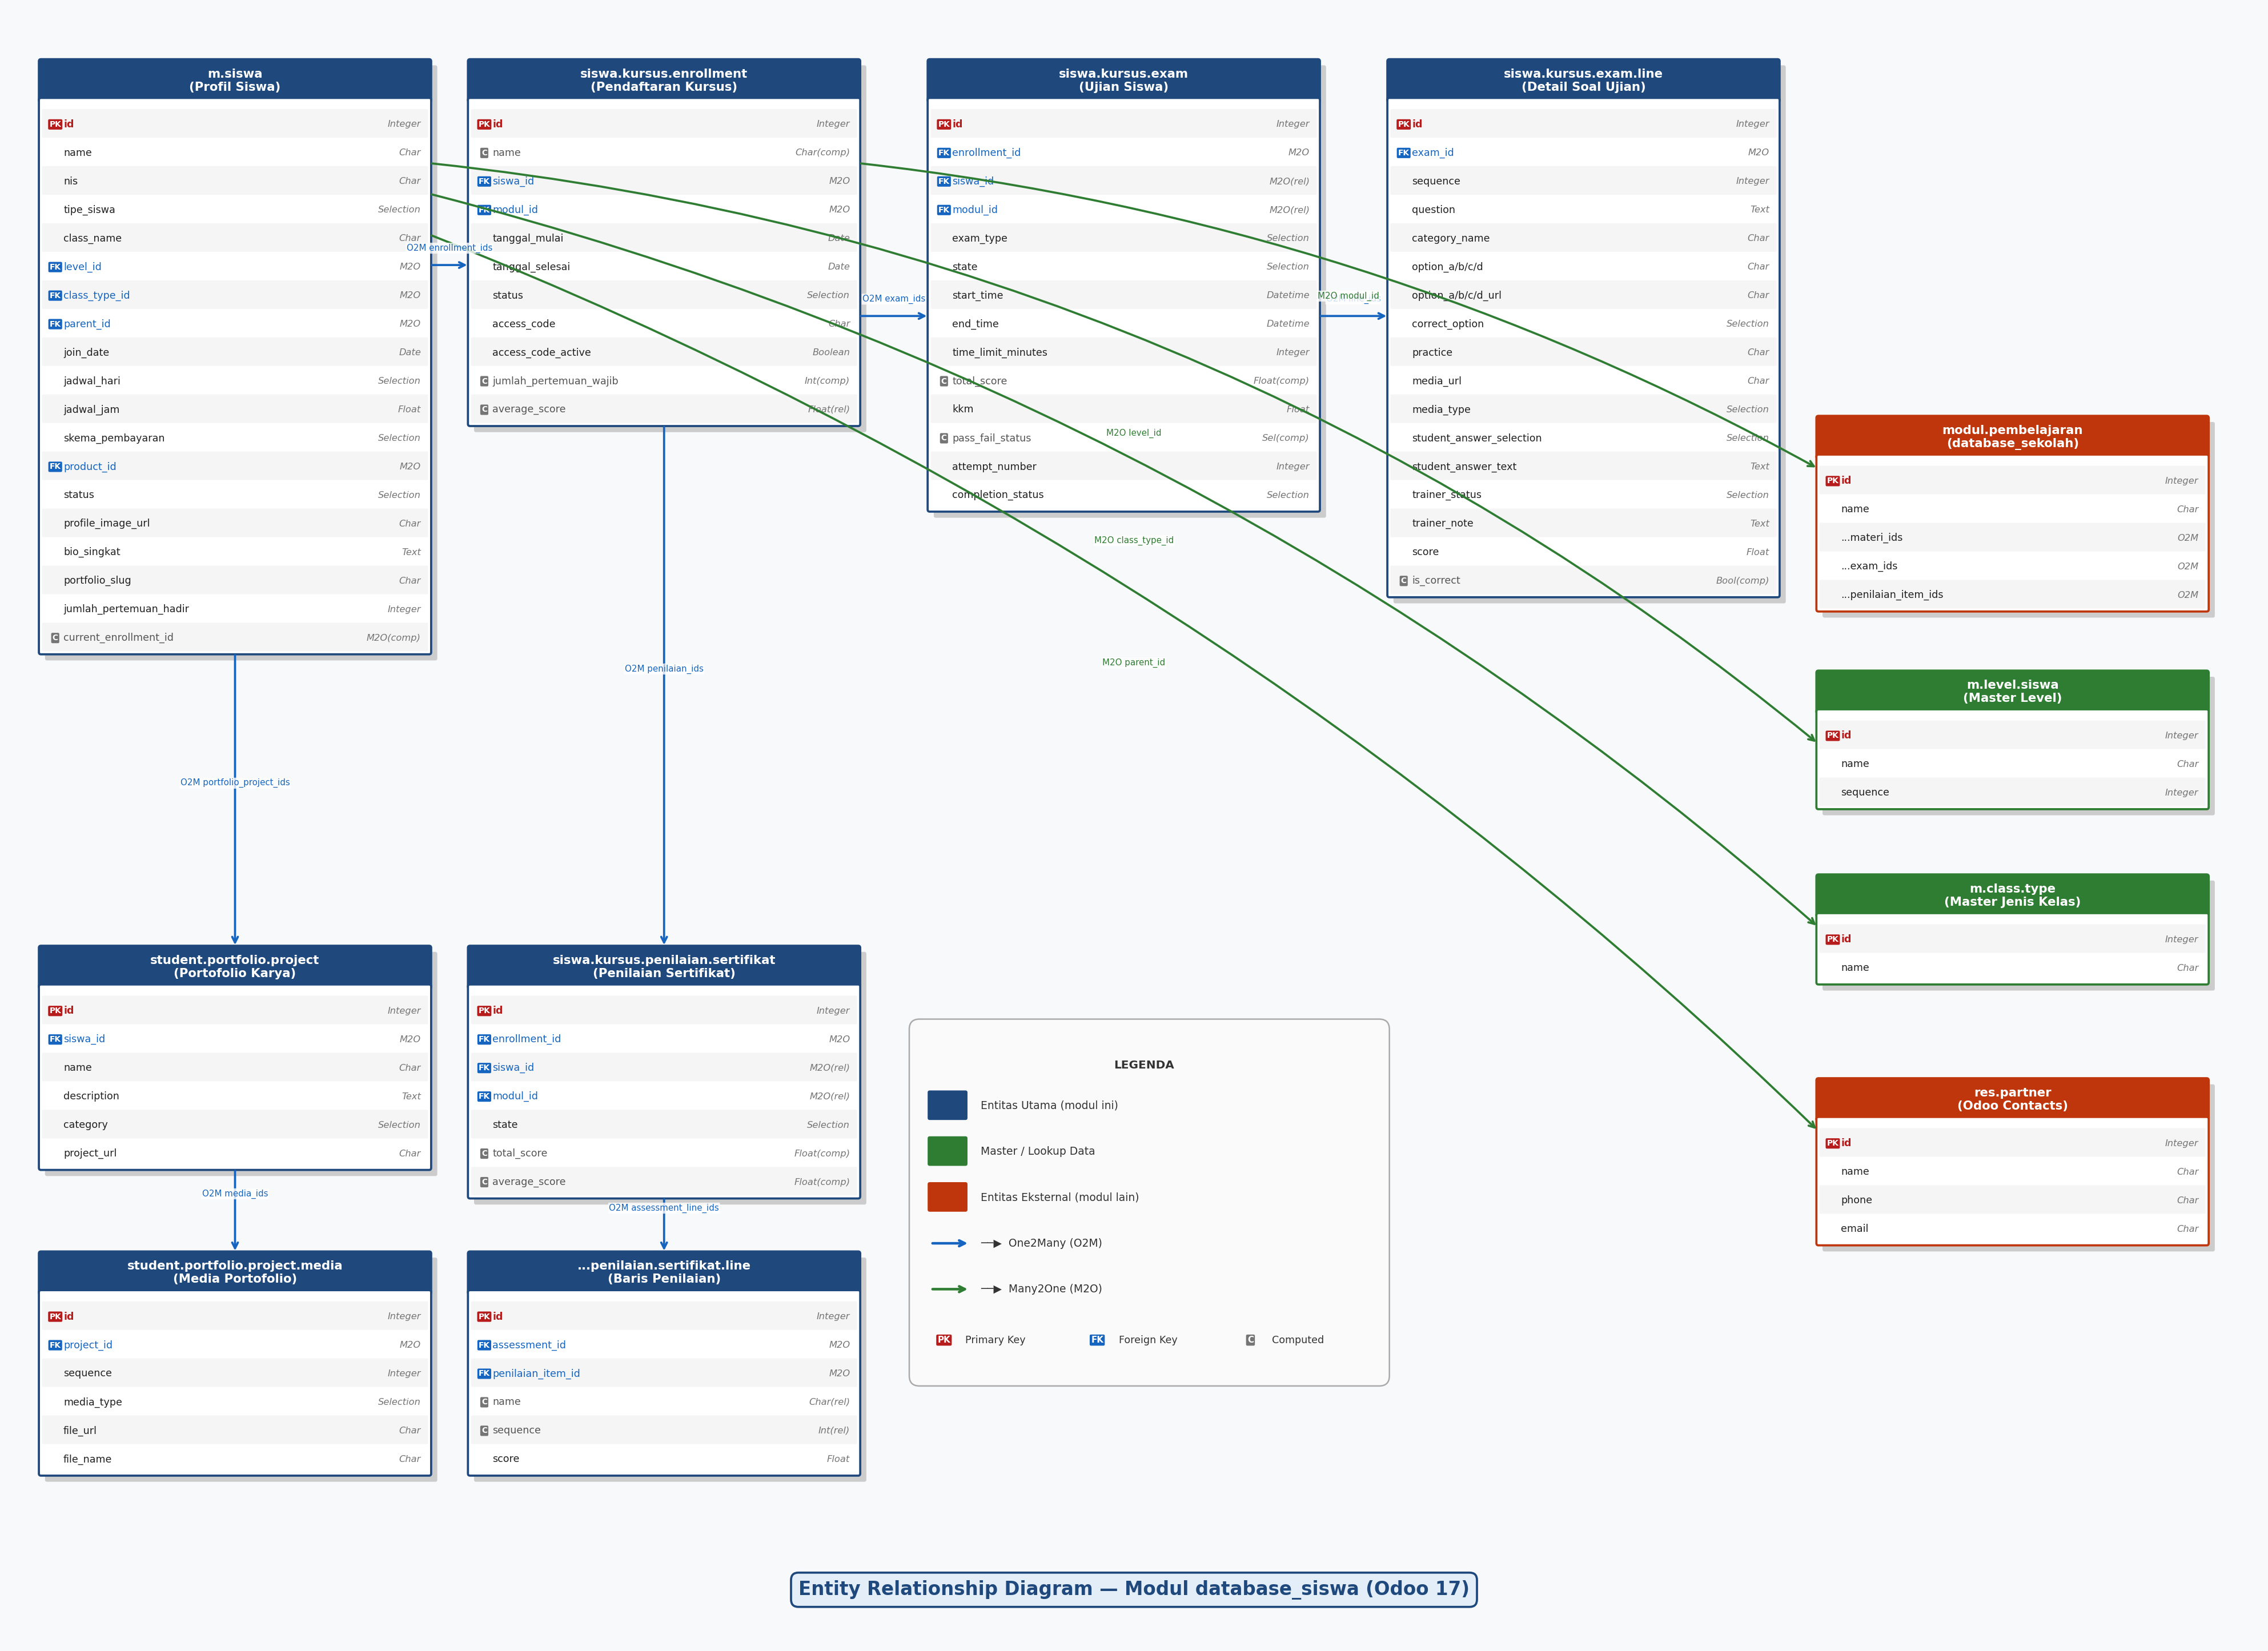 m.siswa
(Profil Siswa)
PK id Integer
name Char
nis Char
tipe_siswa Selection
class_name Char
FK level_id M2O
FK class_type_id M2O
FK parent_id M2O
join_date Date
jadwal_hari Selection
jadwal_jam Float
skema_pembayaran Selection
FK product_id M2O
status Selection
profile_image_url Char
bio_singkat Text
portfolio_slug Char
jumlah_pertemuan_hadir Integer
C current_enrollment_id M2O(comp)
O2M enrollment_ids
siswa.kursus.enrollment
(Pendaftaran Kursus)
PK id Integer
C name Char(comp)
FK siswa_id M2O
FK modul_id M2O
tanggal_mulai Date
tanggal_selesai Date
status Selection
access_code Char
access_code_active Boolean
C jumlah_pertemuan_wajib Int(comp)
C average_score Float(rel)
O2M exam_ids
siswa.kursus.exam
(Ujian Siswa)
PK id Integer
FK enrollment_id M2O
FK siswa_id M2O(rel)
FK modul_id M2O(rel)
exam_type Selection
state Selection
start_time Datetime
end_time Datetime
time_limit_minutes Integer
C total_score Float(comp)
kkm Float
C pass_fail_status Sel(comp)
attempt_number Integer
completion_status Selection
M2O modul_id
siswa.kursus.exam.line
(Detail Soal Ujian)
PK id Integer
FK exam_id M2O
sequence Integer
question Text
category_name Char
option_a/b/c/d Char
option_a/b/c/d_url Char
correct_option Selection
practice Char
media_url Char
media_type Selection
student_answer_selection Selection
student_answer_text Text
trainer_status Selection
trainer_note Text
score Float
C is_correct Bool(comp)
M2O level_id
M2O class_type_id
M2O parent_id
modul.pembelajaran
(database_sekolah)
PK id Integer
name Char
...materi_ids O2M
...exam_ids O2M
...penilaian_item_ids O2M
m.level.siswa
(Master Level)
PK id Integer
name Char
sequence Integer
m.class.type
(Master Jenis Kelas)
PK id Integer
name Char
res.partner
(Odoo Contacts)
PK id Integer
name Char
phone Char
email Char
O2M portfolio_project_ids
O2M penilaian_ids
student.portfolio.project
(Portofolio Karya)
PK id Integer
FK siswa_id M2O
name Char
description Text
category Selection
project_url Char
O2M media_ids
siswa.kursus.penilaian.sertifikat
(Penilaian Sertifikat)
PK id Integer
FK enrollment_id M2O
FK siswa_id M2O(rel)
FK modul_id M2O(rel)
state Selection
C total_score Float(comp)
C average_score Float(comp)
O2M assessment_line_ids
student.portfolio.project.media
(Media Portofolio)
PK id Integer
FK project_id M2O
sequence Integer
media_type Selection
file_url Char
file_name Char
...penilaian.sertifikat.line
(Baris Penilaian)
PK id Integer
FK assessment_id M2O
FK penilaian_item_id M2O
C name Char(rel)
C sequence Int(rel)
score Float
LEGENDA
Entitas Utama (modul ini)
Master / Lookup Data
Entitas Eksternal (modul lain)
—▶ One2Many (O2M)
—▶ Many2One (M2O)
PK Primary Key FK Foreign Key C Computed
Entity Relationship Diagram — Modul database_siswa (Odoo 17)